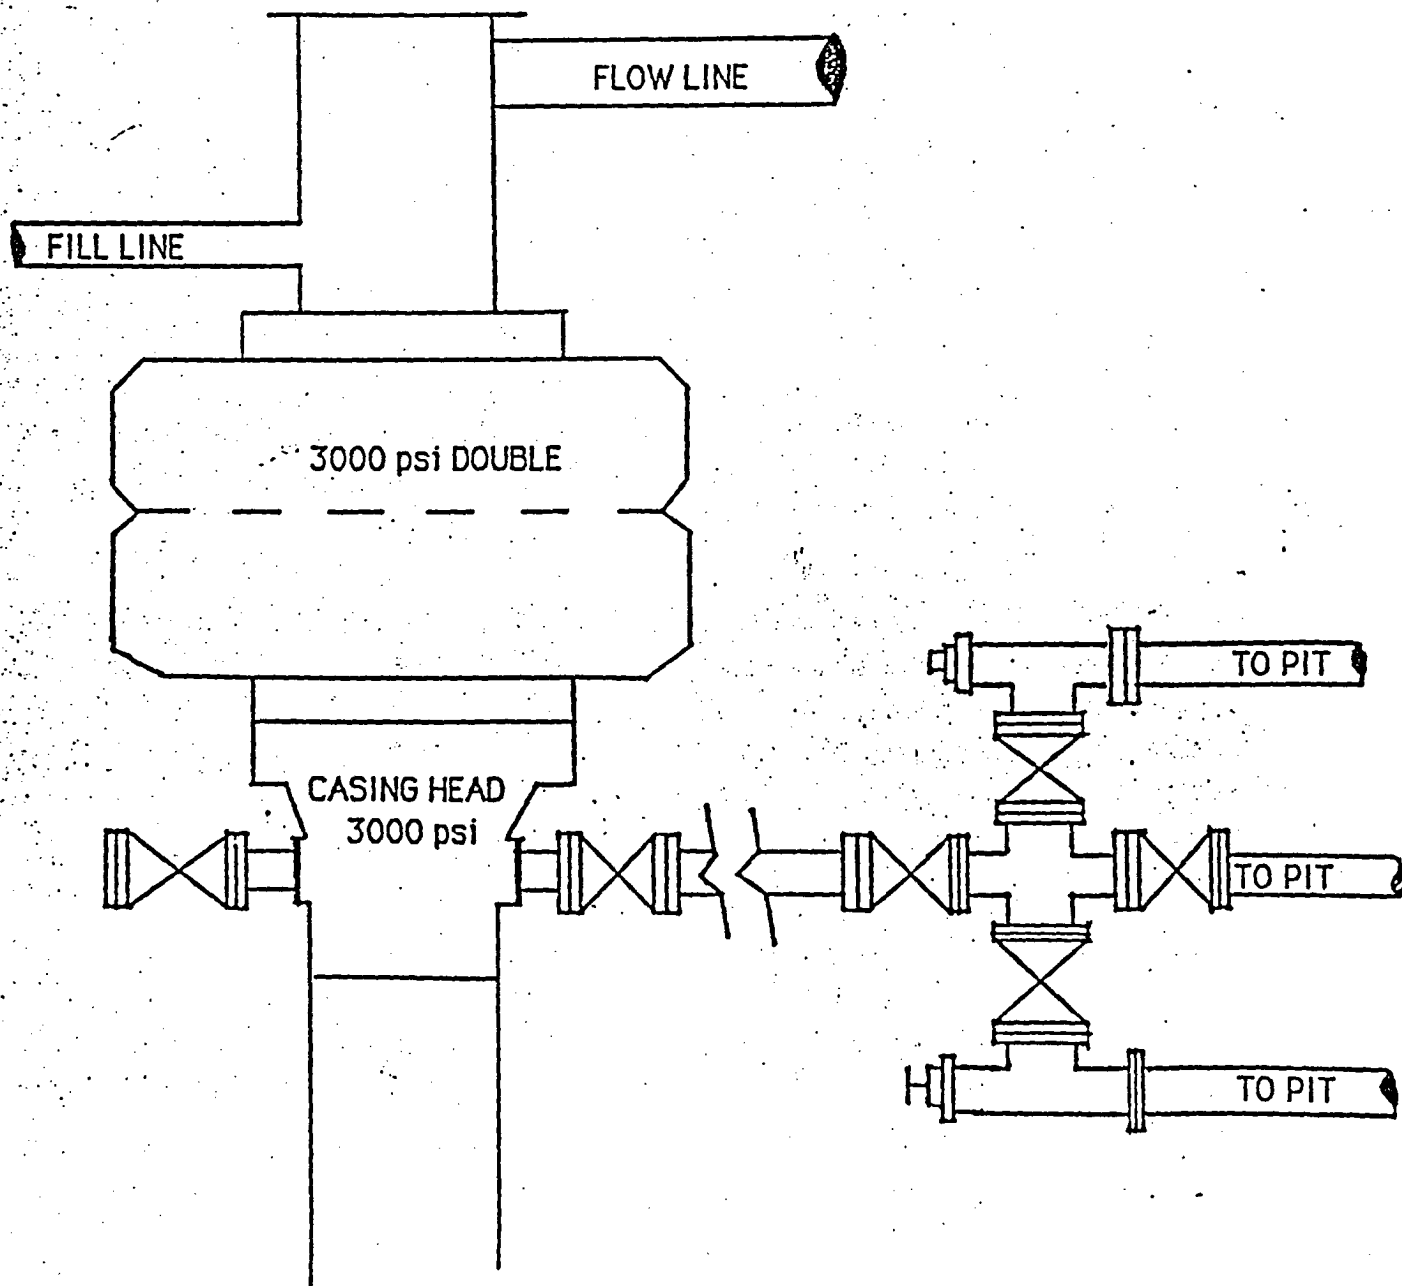 FLOW LINE
FILL LINE
3000 psi DOUBLE
TO PIT
CASING HEAD
3000 psi
TO PIT
TO PIT